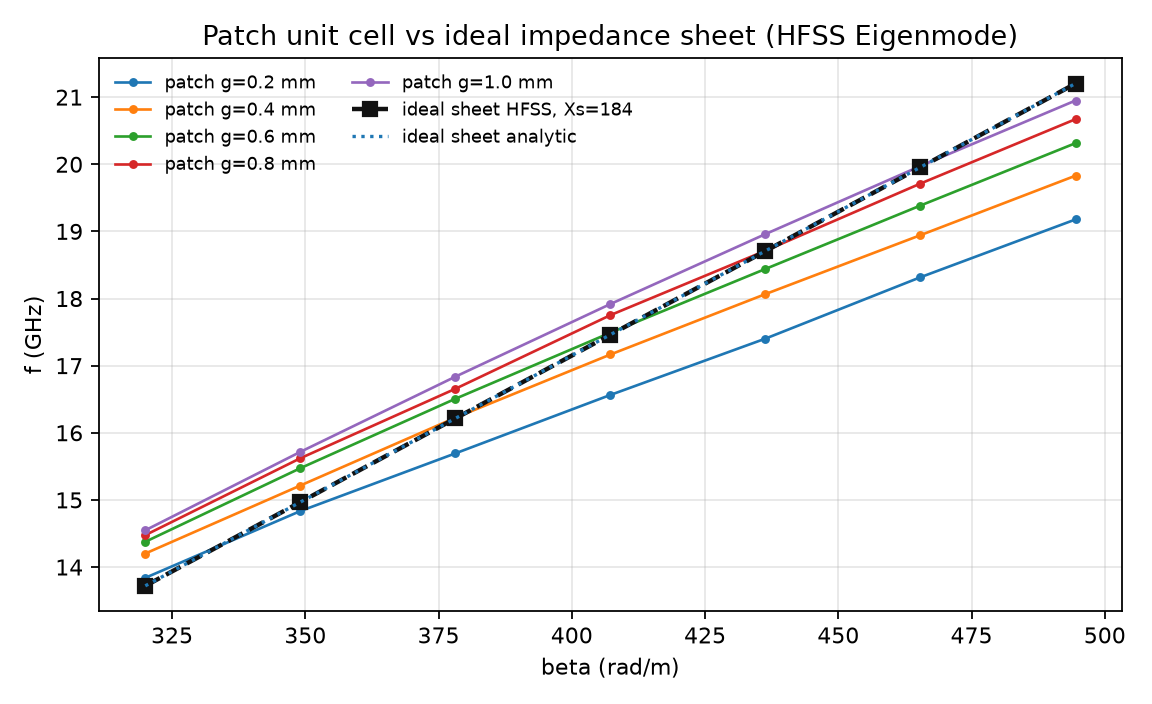 Patch unit cell vs ideal impedance sheet (HFSS Eigenmode)
patch g=0.2 mm
patch g=0.4 mm
patch g=0.6 mm
patch g=0.8 mm
patch g=1.0 mm
ideal sheet HFSS, Xs=184
ideal sheet analytic
f (GHz)
21
20
19
18
17
16
15
14
325 350 375 400 425 450 475 500
beta (rad/m)